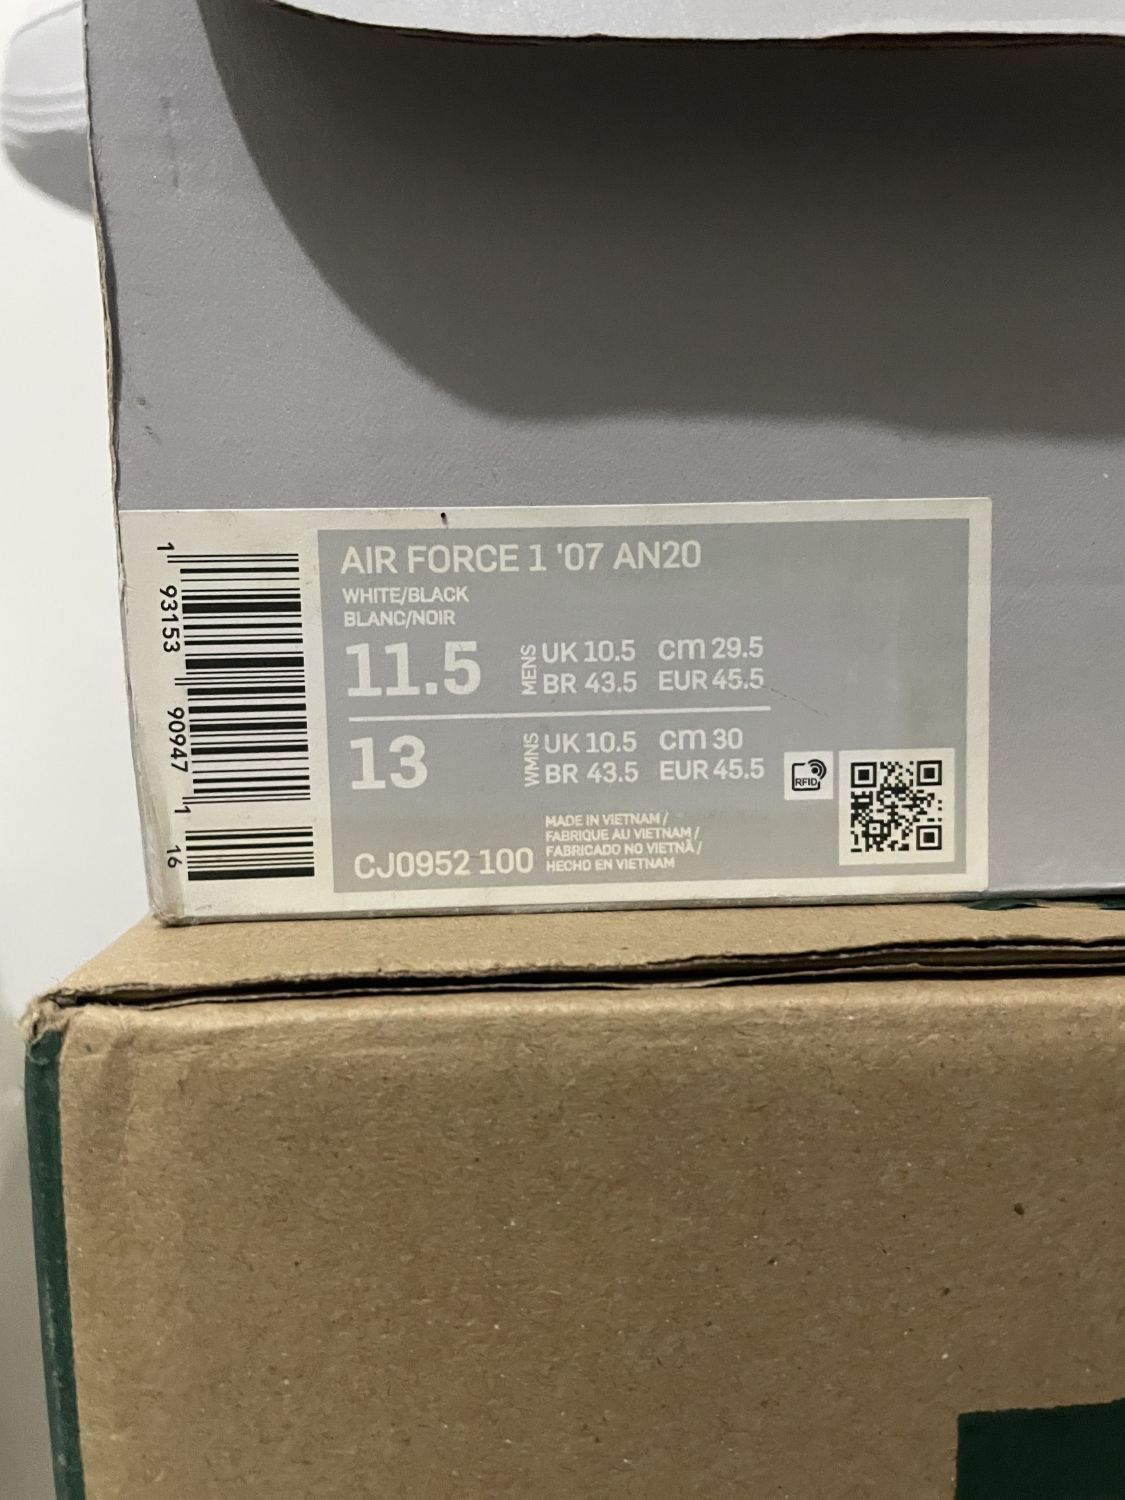 AIR FORCE 1 '07 AN20
WHITE/BLACK
BLANC/NOIR
11.5 MENS UK 10.5 cm 29.5
BR 43.5 EUR 45.5
13 WMNS UK 10.5 cm 30
BR 43.5 EUR 45.5
RFID
MADE IN VIETNAM /
FABRIQUE AU VIETNAM /
FABRICADO NO VIETNÃ /
HECHO EN VIETNAM
CJ0952 100
1 93153 90947 1 16